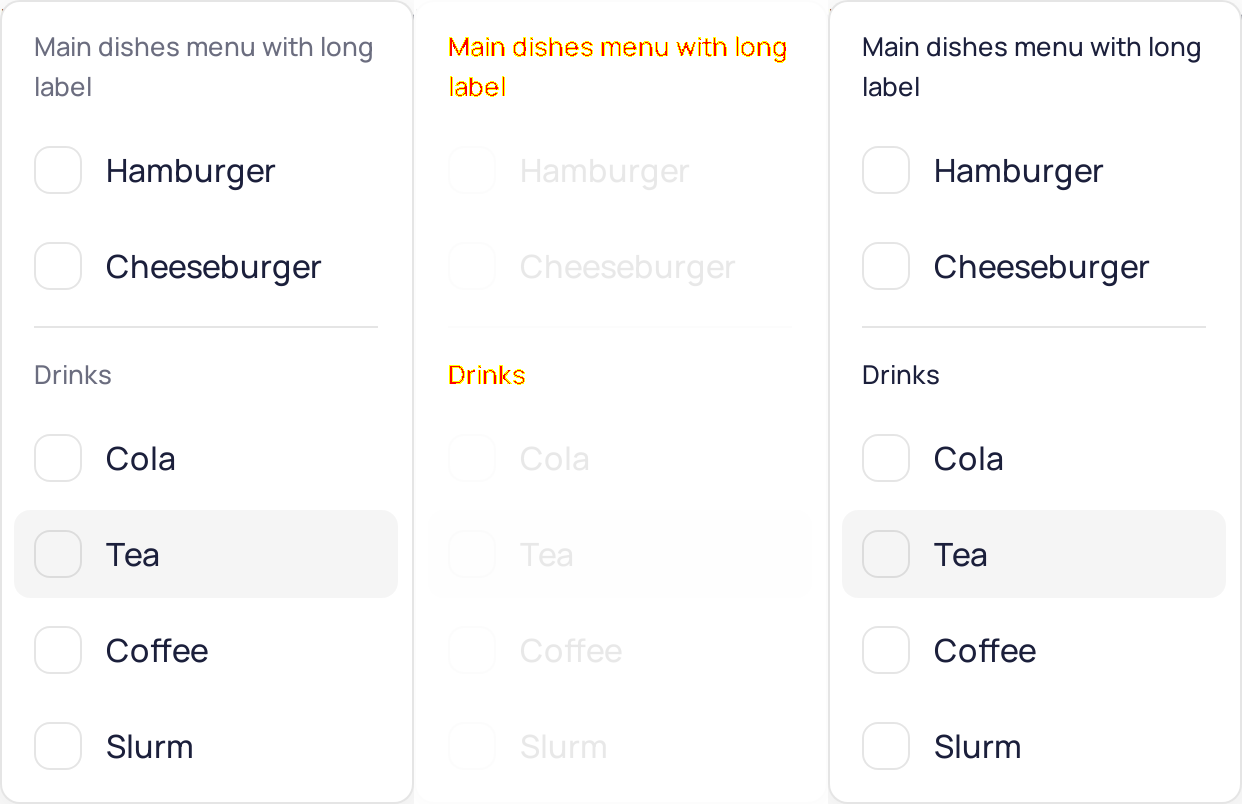 Main dishes menu with long
label
Hamburger
Cheeseburger
Drinks
Cola
Tea
Coffee
Slurm
Main dishes menu with long
label
Hamburger
Cheeseburger
Drinks
Cola
Tea
Coffee
Slurm
Main dishes menu with long
label
Hamburger
Cheeseburger
Drinks
Cola
Tea
Coffee
Slurm